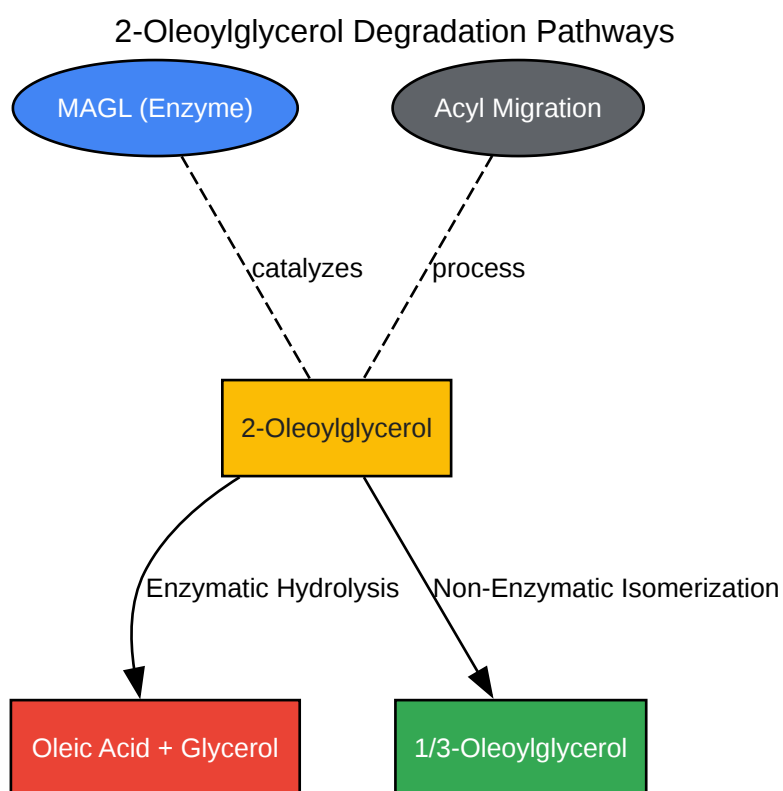 2-Oleoylglycerol Degradation Pathways
MAGL (Enzyme)
Acyl Migration
catalyzes
process
2-Oleoylglycerol
Enzymatic Hydrolysis
Non-Enzymatic Isomerization
Oleic Acid + Glycerol
1/3-Oleoylglycerol